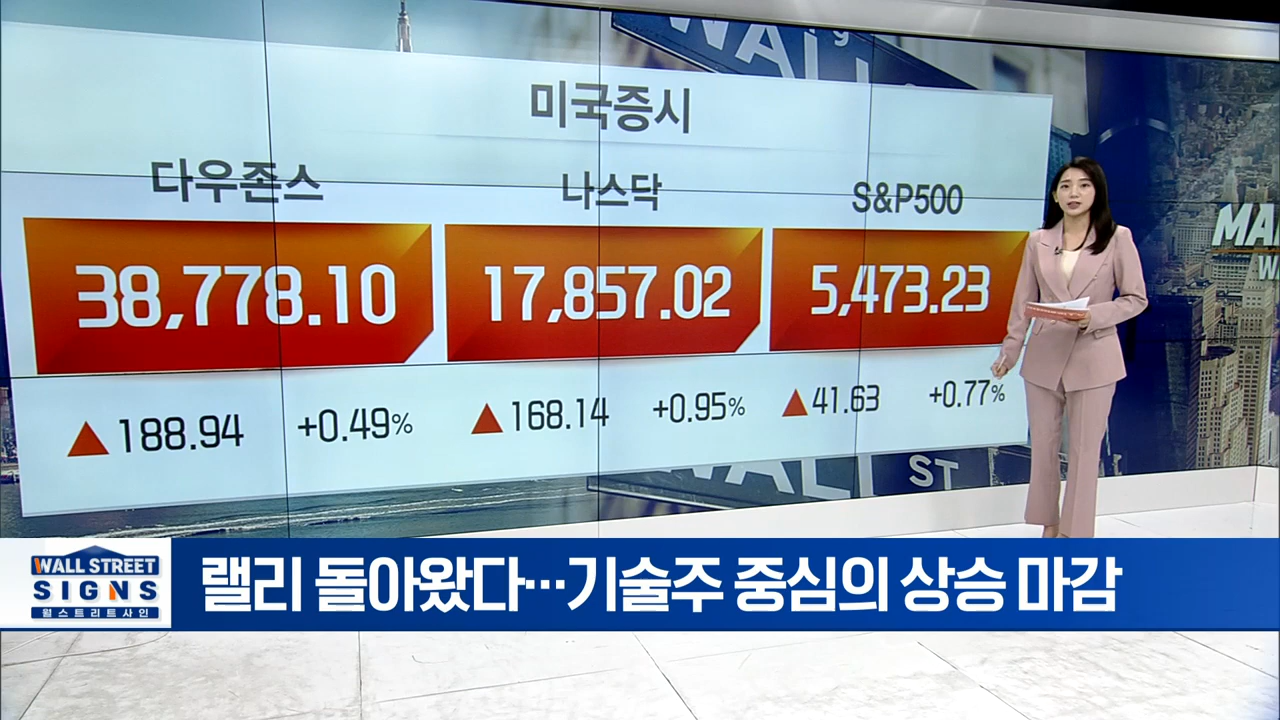 WALL
미국증시
다우존스
나스닥
S&P500
38,778.10
17,857.02
5,473.23
▲188.94 +0.49%
▲168.14 +0.95%
▲41.63 +0.77%
WALL ST
WALL STREET
SIGNS
월스트리트사인
랠리 돌아왔다…기술주 중심의 상승 마감